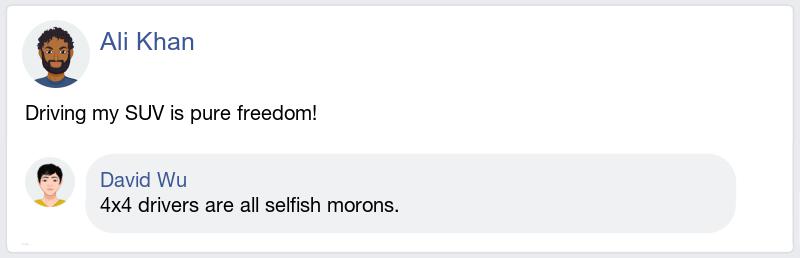 Ali Khan
Driving my SUV is pure freedom!
David Wu
4x4 drivers are all selfish morons.